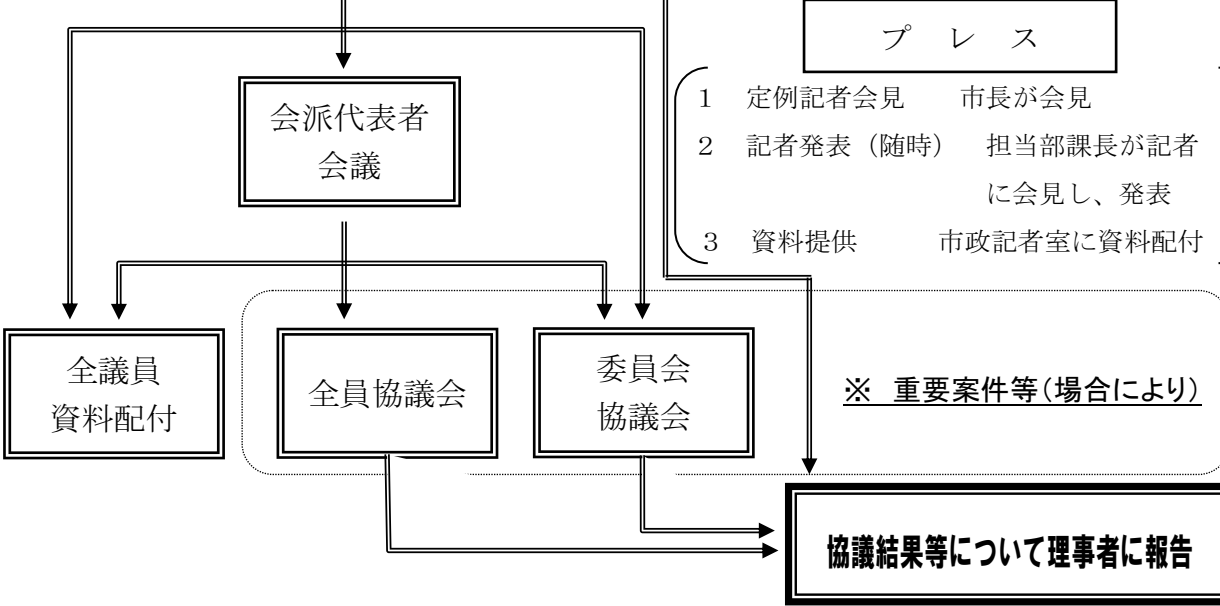 プ レ ス
1 定例記者会見 市長が会見
2 記者発表(随時) 担当部課長が記者
に会見し、発表
3 資料提供 市政記者室に資料配付
会派代表者
会議
全議員
資料配付
全員協議会
委員会
協議会
※ 重要案件等(場合により)
協議結果等について理事者に報告